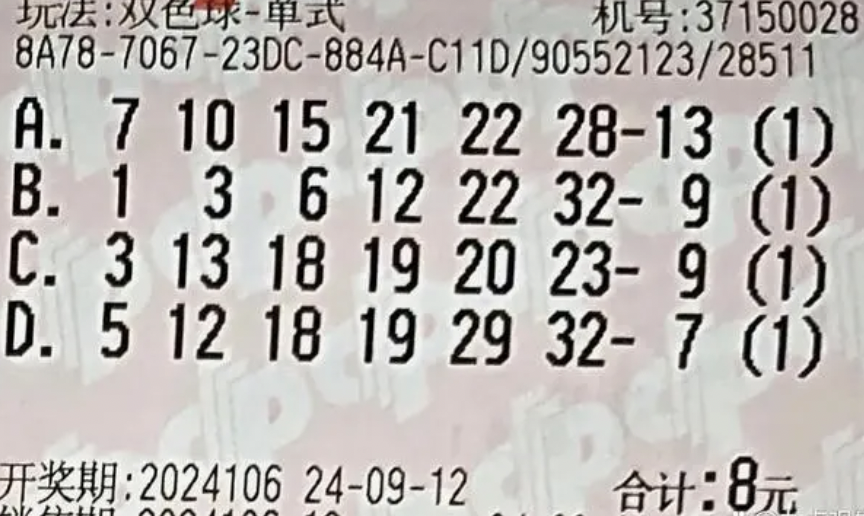 玩法:双色球-单式 机号:37150028
8A78-7067-23DC-884A-C11D/90552123/28511
A. 7 10 15 21 22 28-13 (1)
B. 1 3 6 12 22 32- 9 (1)
C. 3 13 18 19 20 23- 9 (1)
D. 5 12 18 19 29 32- 7 (1)
开奖期:2024106 24-09-12 合计:8元